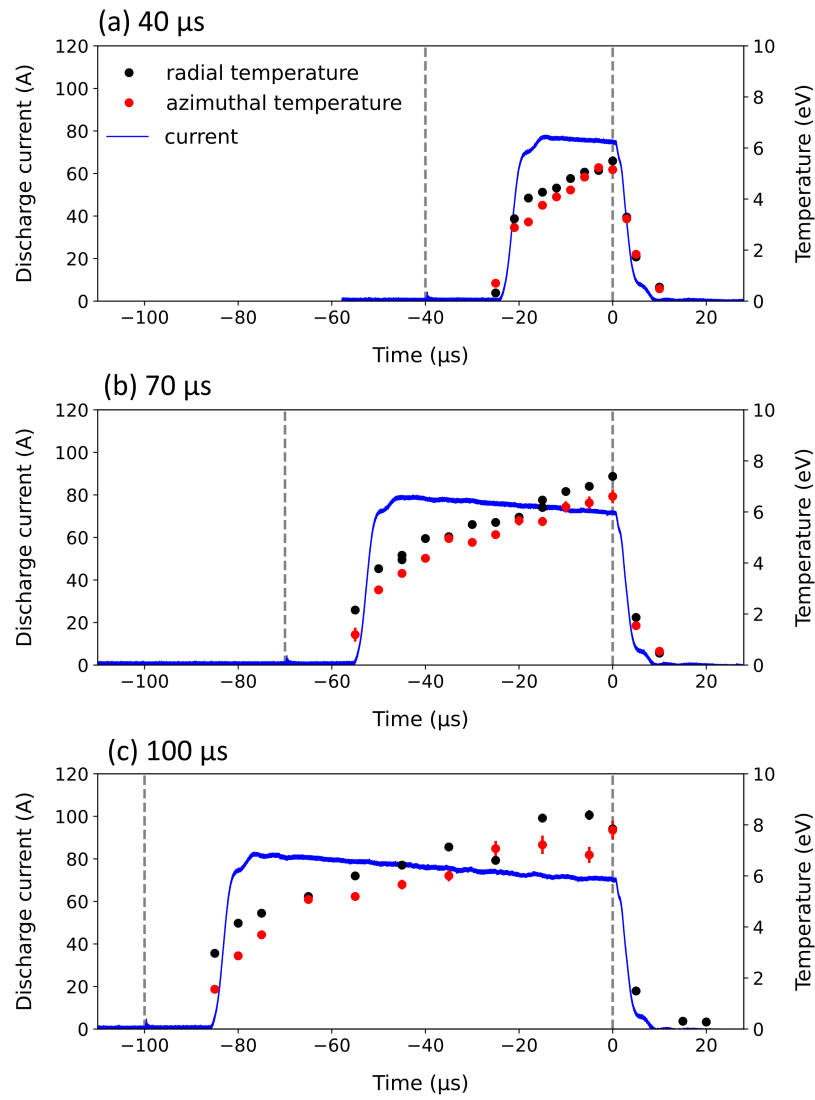 (a) 40 µs
120
100
80
60
40
20
0
Discharge current (A)
radial temperature
azimuthal temperature
current
10
8
6
4
2
0
Temperature (eV)
−100 −80 −60 −40 −20 0 20
Time (µs)
(b) 70 µs
120
100
80
60
40
20
0
Discharge current (A)
10
8
6
4
2
0
Temperature (eV)
−100 −80 −60 −40 −20 0 20
Time (µs)
(c) 100 µs
120
100
80
60
40
20
0
Discharge current (A)
10
8
6
4
2
0
Temperature (eV)
−100 −80 −60 −40 −20 0 20
Time (µs)